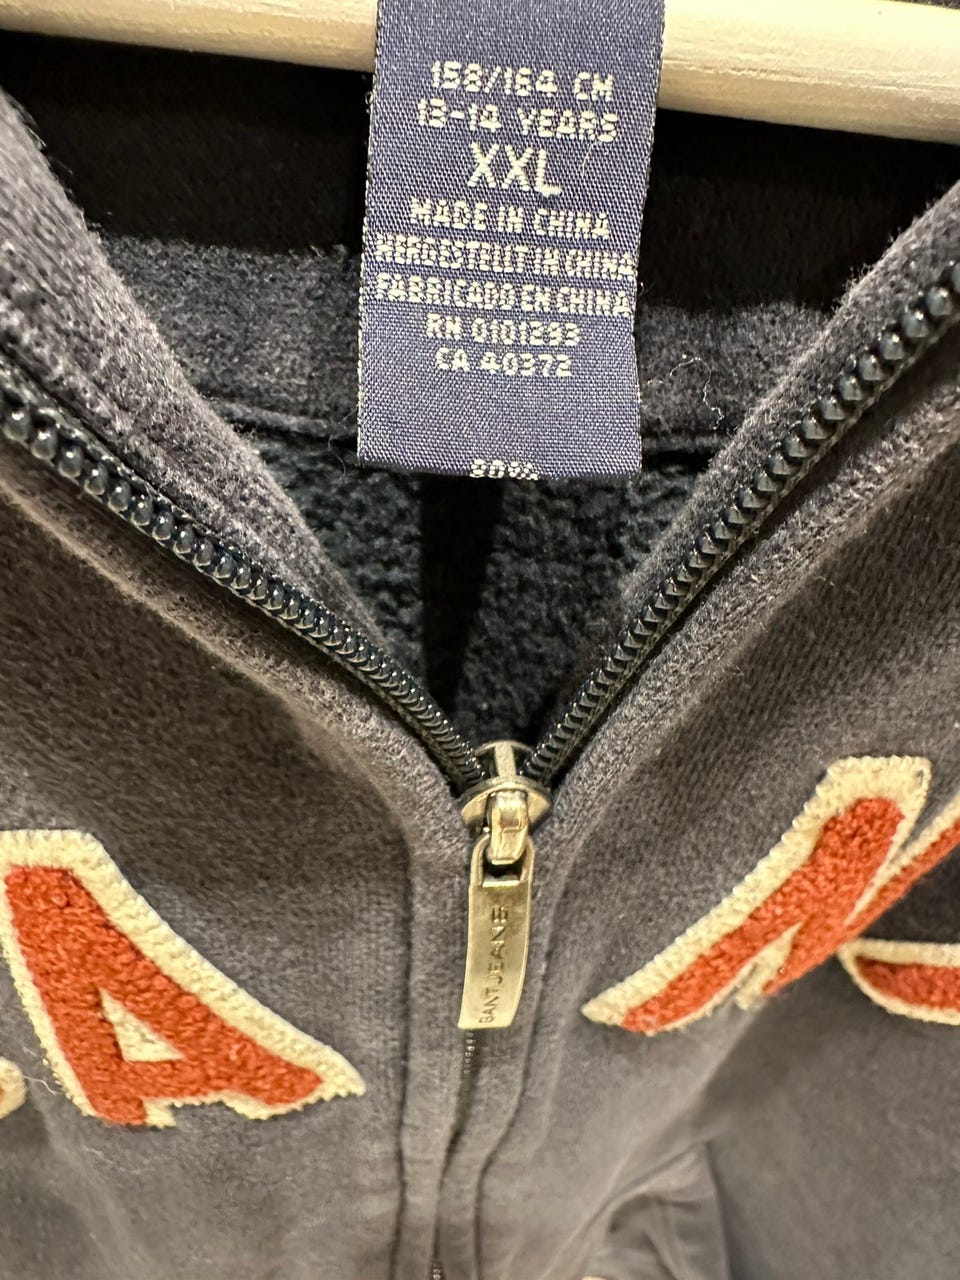 158/164 CM
13-14 YEARS
XXL
MADE IN CHINA
HERGESTELLT IN CHINA
FABRICADO EN CHINA
RN 0101293
CA 40372
GANT JEANS
A